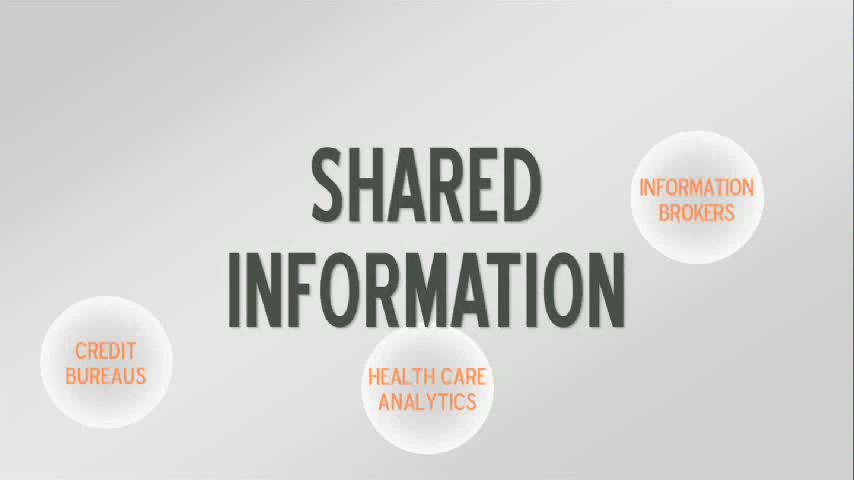 SHARED
INFORMATION
INFORMATION
BROKERS
CREDIT
BUREAUS
HEALTH CARE
ANALYTICS